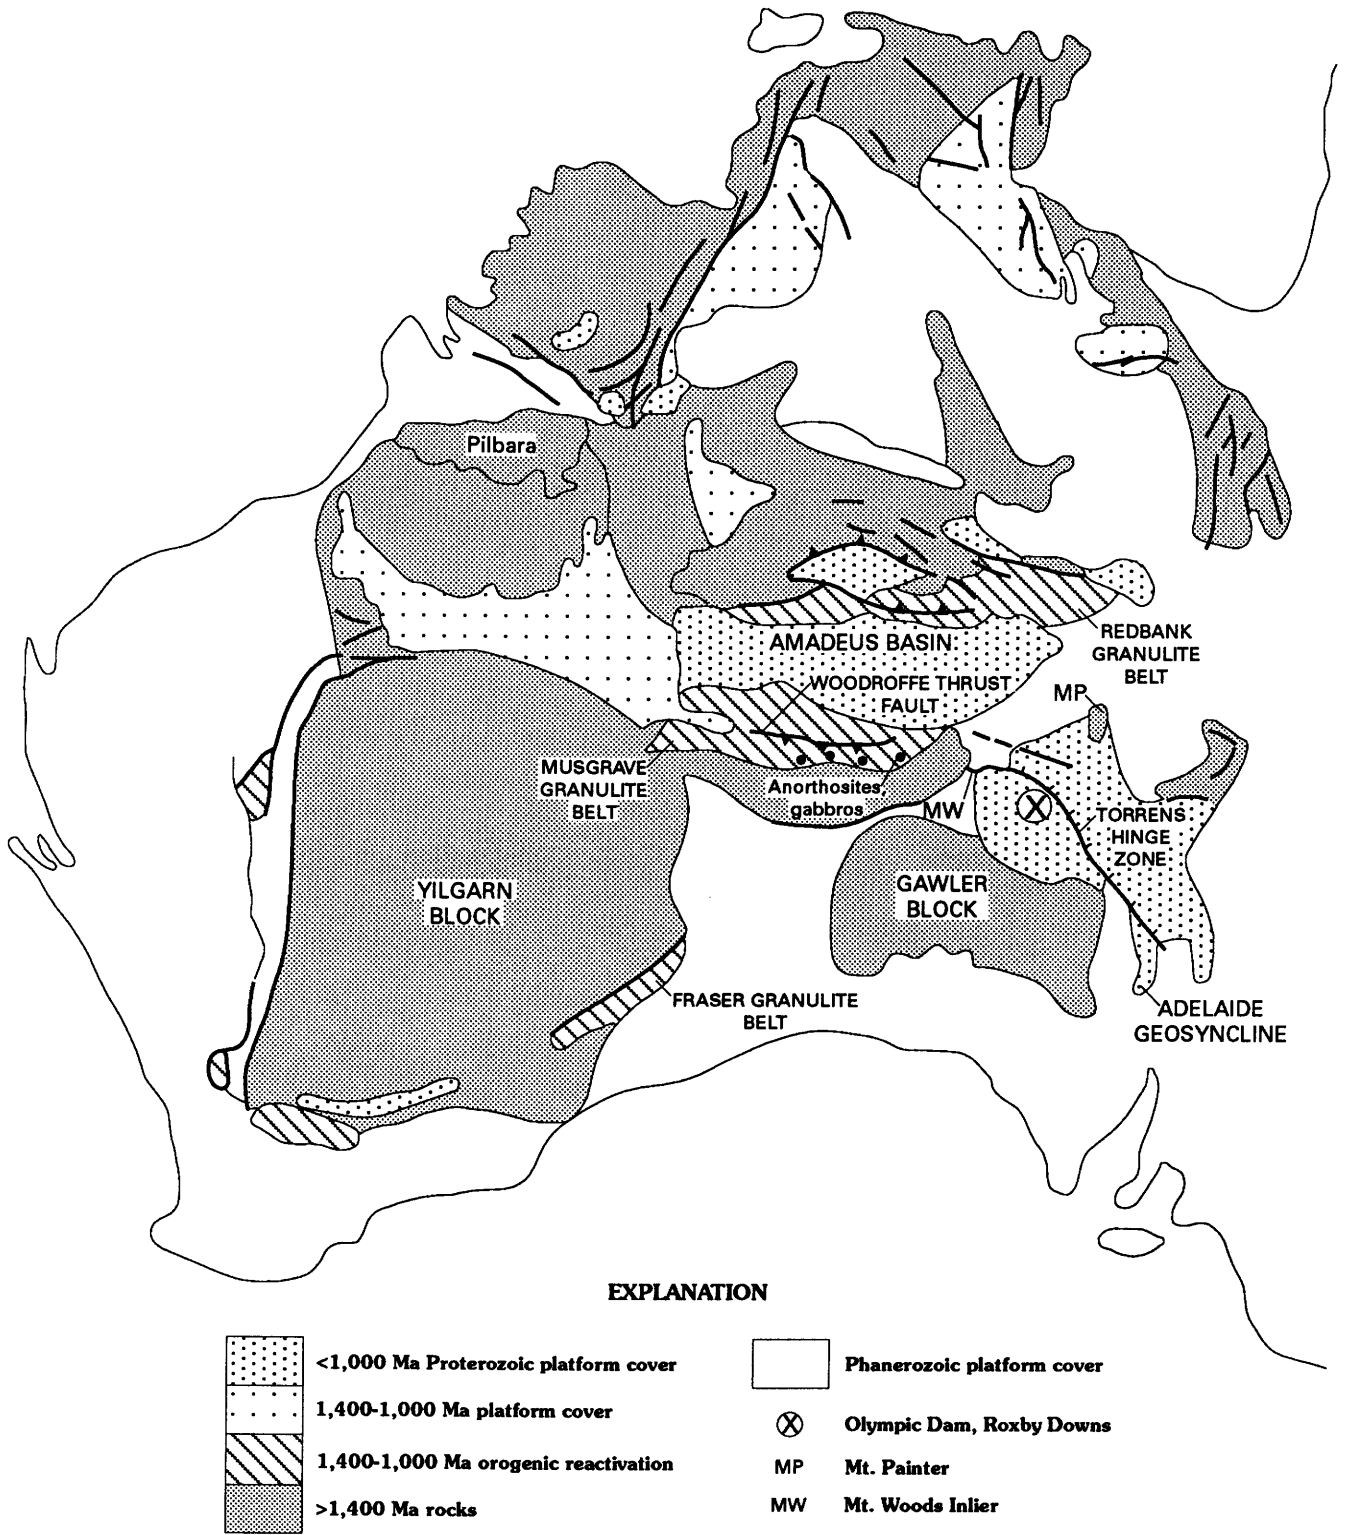 Pilbara
AMADEUS BASIN
REDBANK
GRANULITE
BELT
WOODROFFE THRUST
FAULT
MP
MUSGRAVE
GRANULITE
BELT
Anorthosites,
gabbros
MW
X
TORRENS
HINGE
ZONE
YILGARN
BLOCK
GAWLER
BLOCK
FRASER GRANULITE
BELT
ADELAIDE
GEOSYNCLINE
EXPLANATION
<1,000 Ma Proterozoic platform cover
1,400-1,000 Ma platform cover
1,400-1,000 Ma orogenic reactivation
>1,400 Ma rocks
Phanerozoic platform cover
X Olympic Dam, Roxby Downs
MP Mt. Painter
MW Mt. Woods Inlier